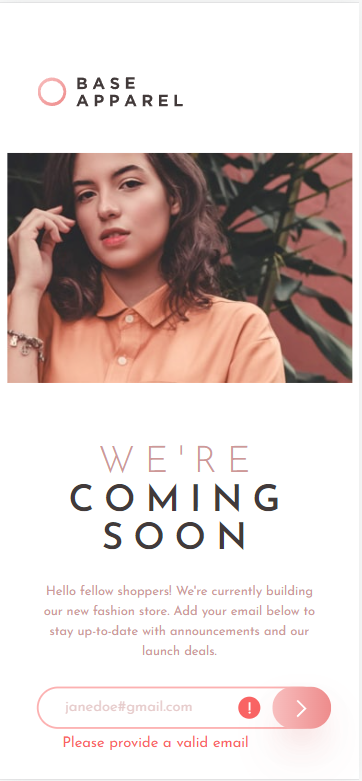 BASE
APPAREL
WE'RE
COMING
SOON
Hello fellow shoppers! We're currently building
our new fashion store. Add your email below to
stay up-to-date with announcements and our
launch deals.
janedoe#gmail.com !
Please provide a valid email